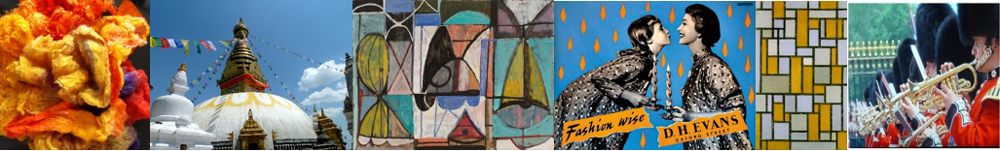 Fashion wise
D.H. EVANS
OXFORD STREET